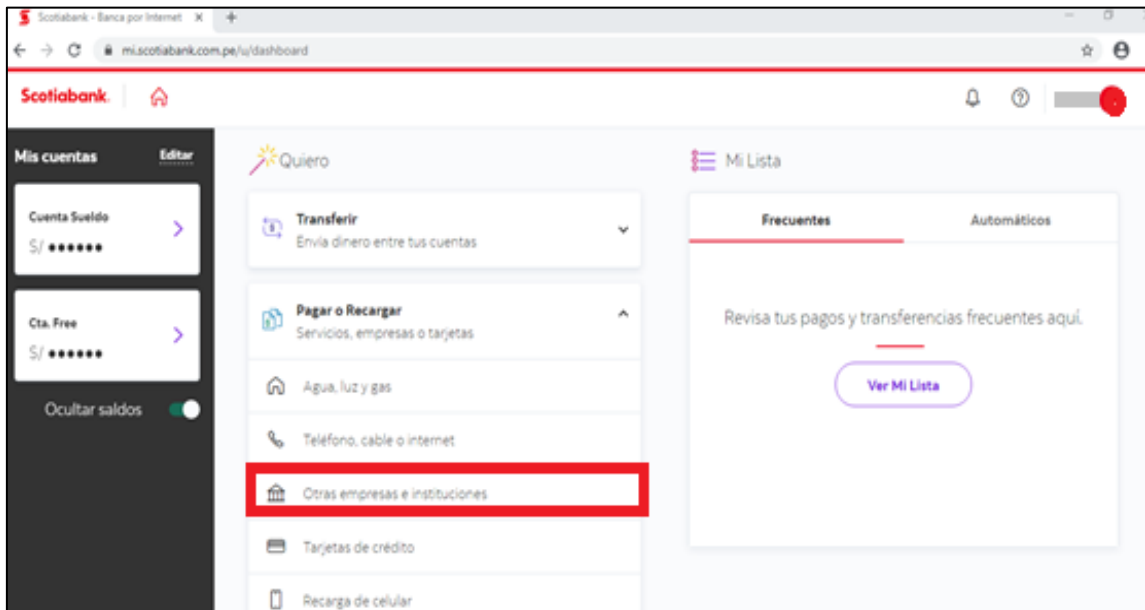 Scotiabank - Banca por Internet
mi.scotiabank.com.pe/u/dashboard
Scotiabank.
Mis cuentas
Editar
Cuenta Sueldo
S/ ●●●●●●
Cta. Free
S/ ●●●●●●
Ocultar saldos
Quiero
Transferir
Envía dinero entre tus cuentas
Pagar o Recargar
Servicios, empresas o tarjetas
Agua, luz y gas
Teléfono, cable o internet
Otras empresas e instituciones
Tarjetas de crédito
Recarga de celular
Mi Lista
Frecuentes
Automáticos
Revisa tus pagos y transferencias frecuentes aquí.
Ver Mi Lista